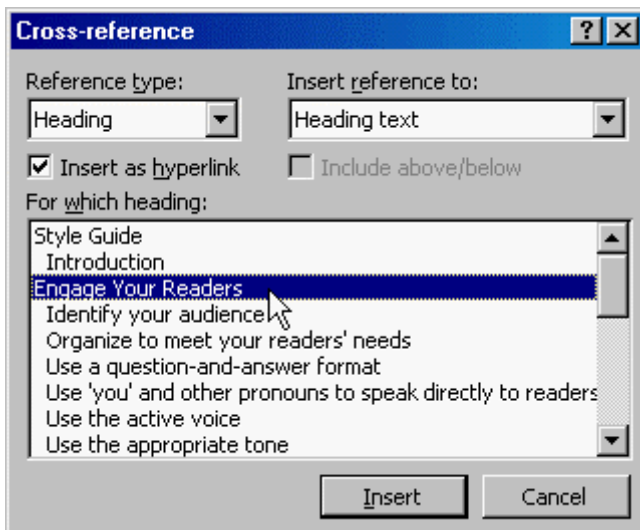 Cross-reference
Reference type: Insert reference to:
Heading Heading text
Insert as hyperlink Include above/below
For which heading:
Style Guide
Introduction
Engage Your Readers
Identify your audience
Organize to meet your readers' needs
Use a question-and-answer format
Use 'you' and other pronouns to speak directly to readers
Use the active voice
Use the appropriate tone
Insert Cancel